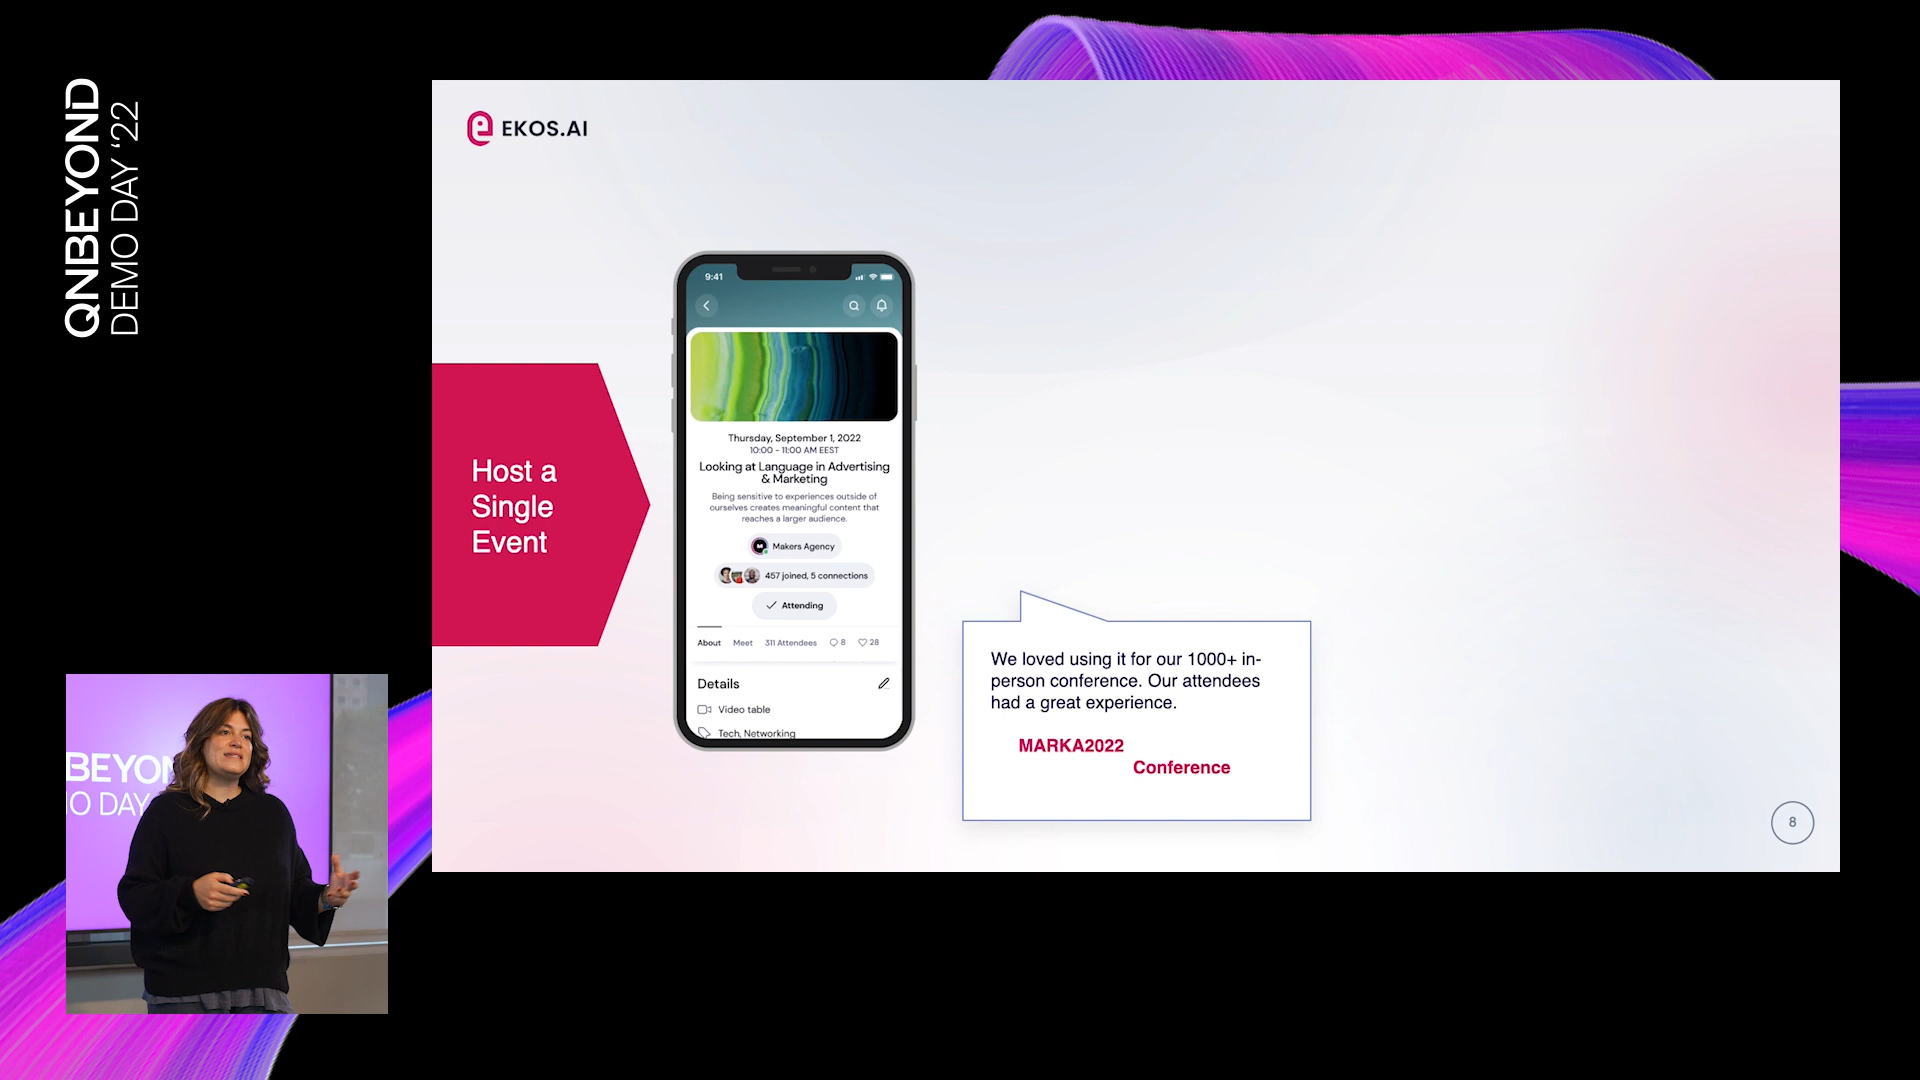 QNBEYOND
DEMO DAY ‘22
EKOS.AI
Host a
Single
Event
9:41
Thursday, September 1, 2022
10:00 - 11:00 AM EEST
Looking at Language in Advertising
& Marketing
Being sensitive to experiences outside of
ourselves creates meaningful content that
reaches a larger audience.
Makers Agency
457 joined, 5 connections
Attending
About Meet 311 Attendees 8 28
Details
Video table
Tech, Networking
We loved using it for our 1000+ in-
person conference. Our attendees
had a great experience.
MARKA2022
Conference
8
BEYON
O DAY